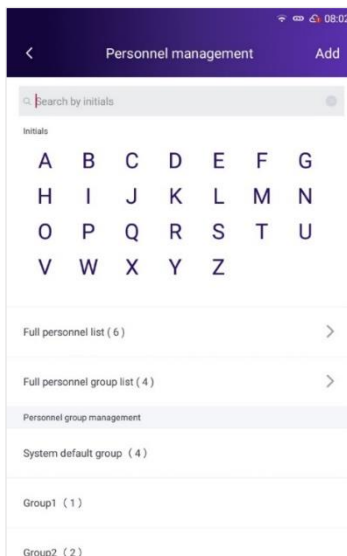 08:02
Personnel management Add
Search by initials
Initials
A B C D E F G
H I J K L M N
O P Q R S T U
V W X Y Z
Full personnel list ( 6 )
Full personnel group list ( 4 )
Personnel group management
System default group ( 4 )
Group1 ( 1 )
Group2 ( 2 )